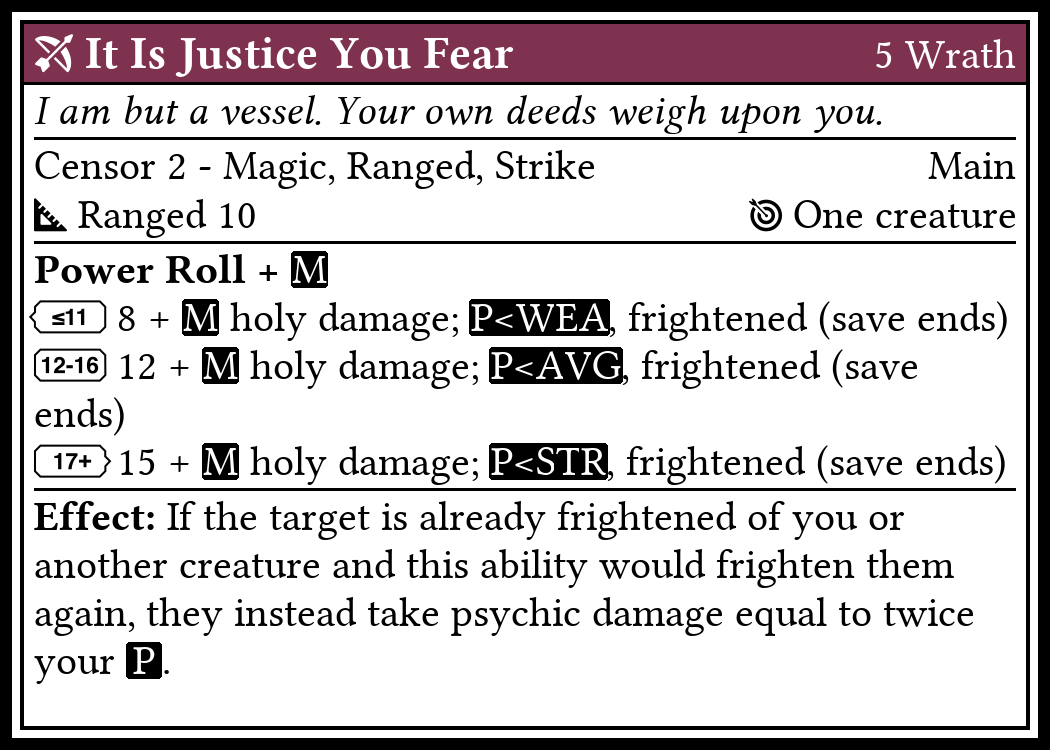 It Is Justice You Fear 5 Wrath
I am but a vessel. Your own deeds weigh upon you.
Censor 2 - Magic, Ranged, Strike Main
Ranged 10 One creature
Power Roll + M
≤11 8 + M holy damage; P<WEA, frightened (save ends)
12-16 12 + M holy damage; P<AVG, frightened (save
ends)
17+ 15 + M holy damage; P<STR, frightened (save ends)
Effect: If the target is already frightened of you or
another creature and this ability would frighten them
again, they instead take psychic damage equal to twice
your P.